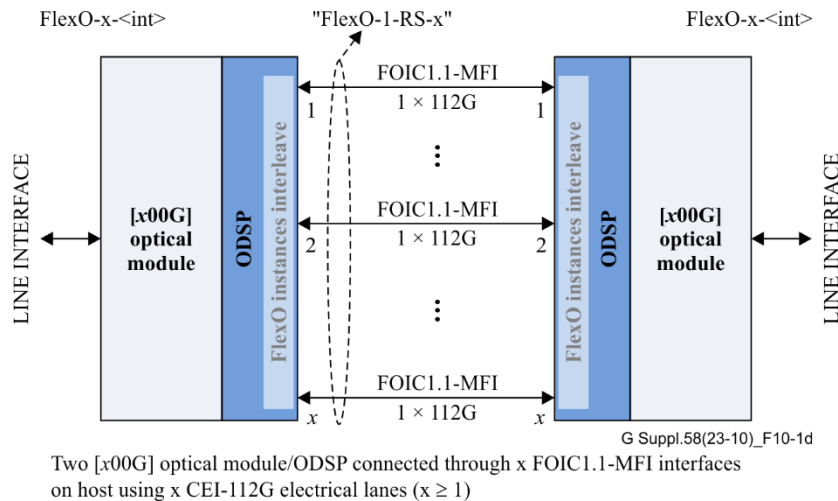 FlexO-x-<int>
"FlexO-1-RS-x"
FlexO-x-<int>
FOIC1.1-MFI
1 × 112G
1
1
LINE INTERFACE
[x00G]
optical
module
ODSP
FlexO instances interleave
FOIC1.1-MFI
1 × 112G
2
2
FlexO instances interleave
ODSP
[x00G]
optical
module
LINE INTERFACE
FOIC1.1-MFI
1 × 112G
x
x
G Suppl.58(23-10)_F10-1d
Two [x00G] optical module/ODSP connected through x FOIC1.1-MFI interfaces
on host using x CEI-112G electrical lanes (x ≥ 1)